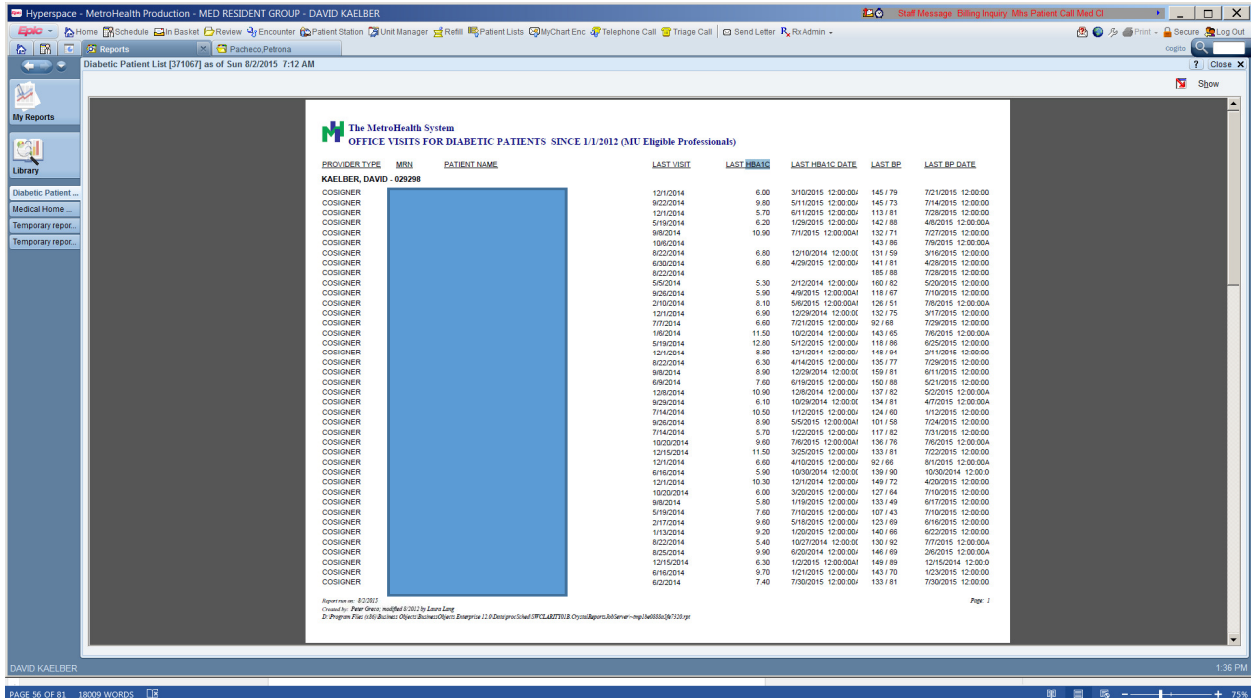 Hyperspace - MetroHealth Production - MED RESIDENT GROUP - DAVID KAELBER
Staff Message Billing Inquiry Mhs Patient Call Med Cl
Epic
Home Schedule In Basket Review Encounter Patient Station Unit Manager Refill Patient Lists MyChart Enc Telephone Call Triage Call Send Letter RxAdmin Print Secure Log Out
Reports Pacheco,Petrona cogito
Diabetic Patient List [371067] as of Sun 8/2/2015 7:12 AM ? Close X
Show
My Reports
Library
Diabetic Patient ...
Medical Home ...
Temporary repor...
Temporary repor...
The MetroHealth System
OFFICE VISITS FOR DIABETIC PATIENTS SINCE 1/1/2012 (MU Eligible Professionals)
PROVIDER TYPE MRN PATIENT NAME LAST VISIT LAST HBA1C LAST HBA1C DATE LAST BP LAST BP DATE
KAELBER, DAVID - 029298
COSIGNER 12/1/2014 6.00 3/10/2015 12:00:00/ 145 / 79 7/21/2015 12:00:00
COSIGNER 9/22/2014 9.80 5/11/2015 12:00:00/ 145 / 73 7/14/2015 12:00:00
COSIGNER 12/1/2014 5.70 6/11/2015 12:00:00/ 113 / 81 7/28/2015 12:00:00
COSIGNER 5/19/2014 6.20 1/29/2015 12:00:00/ 142 / 88 4/8/2015 12:00:00A
COSIGNER 9/8/2014 10.90 7/1/2015 12:00:00AI 132 / 71 7/27/2015 12:00:00
COSIGNER 10/6/2014 143 / 86 7/9/2015 12:00:00A
COSIGNER 8/22/2014 6.80 12/10/2014 12:00:0( 131 / 59 3/16/2015 12:00:00
COSIGNER 6/30/2014 6.80 4/29/2015 12:00:00/ 141 / 81 4/28/2015 12:00:00
COSIGNER 8/22/2014 185 / 88 7/28/2015 12:00:00
COSIGNER 5/5/2014 5.30 2/12/2014 12:00:00/ 160 / 82 5/20/2015 12:00:00
COSIGNER 9/26/2014 5.90 4/9/2015 12:00:00AI 118 / 67 7/10/2015 12:00:00
COSIGNER 2/10/2014 8.10 5/6/2015 12:00:00AI 126 / 51 7/8/2015 12:00:00A
COSIGNER 12/1/2014 6.90 12/29/2014 12:00:0( 132 / 75 3/17/2015 12:00:00
COSIGNER 7/7/2014 6.60 7/21/2015 12:00:00/ 92 / 68 7/29/2015 12:00:00
COSIGNER 1/6/2014 11.50 10/2/2014 12:00:00/ 143 / 65 7/6/2015 12:00:00A
COSIGNER 5/19/2014 12.80 5/12/2015 12:00:00/ 118 / 86 6/25/2015 12:00:00
COSIGNER 12/1/2014 8.80 12/1/2014 12:00:00/ 148 / 94 2/11/2015 12:00:00
COSIGNER 8/22/2014 6.30 4/14/2015 12:00:00/ 135 / 77 7/29/2015 12:00:00
COSIGNER 9/8/2014 8.90 12/29/2014 12:00:0( 159 / 81 6/11/2015 12:00:00
COSIGNER 6/9/2014 7.60 6/19/2015 12:00:00/ 150 / 88 5/21/2015 12:00:00
COSIGNER 12/8/2014 10.90 12/8/2014 12:00:00/ 137 / 82 5/22/2015 12:00:00
COSIGNER 9/29/2014 6.10 10/29/2014 12:00:0( 134 / 81 4/7/2015 12:00:00A
COSIGNER 7/14/2014 10.50 1/12/2015 12:00:00/ 124 / 60 1/12/2015 12:00:00
COSIGNER 9/26/2014 8.90 5/5/2015 12:00:00AI 101 / 58 7/24/2015 12:00:00
COSIGNER 7/14/2014 5.70 1/22/2015 12:00:00/ 117 / 82 7/31/2015 12:00:00
COSIGNER 10/20/2014 9.60 7/6/2015 12:00:00AI 136 / 76 7/6/2015 12:00:00A
COSIGNER 12/15/2014 11.50 3/25/2015 12:00:00/ 133 / 81 7/22/2015 12:00:00
COSIGNER 12/1/2014 6.60 4/10/2015 12:00:00/ 92 / 66 8/1/2015 12:00:00A
COSIGNER 6/16/2014 5.90 10/30/2014 12:00:0( 139 / 90 10/30/2014 12:00:0
COSIGNER 12/1/2014 10.30 12/1/2014 12:00:00/ 149 / 72 4/20/2015 12:00:00
COSIGNER 10/20/2014 6.00 3/20/2015 12:00:00/ 127 / 64 7/10/2015 12:00:00
COSIGNER 9/8/2014 5.80 1/19/2015 12:00:00/ 133 / 49 6/17/2015 12:00:00
COSIGNER 5/19/2014 7.60 7/10/2015 12:00:00/ 107 / 43 7/10/2015 12:00:00
COSIGNER 2/17/2014 9.60 5/18/2015 12:00:00/ 123 / 69 6/16/2015 12:00:00
COSIGNER 1/13/2014 9.20 1/20/2015 12:00:00/ 140 / 66 6/22/2015 12:00:00
COSIGNER 8/22/2014 5.40 10/27/2014 12:00:0( 130 / 92 7/7/2015 12:00:00A
COSIGNER 8/25/2014 9.90 6/20/2014 12:00:00/ 146 / 69 2/6/2015 12:00:00A
COSIGNER 12/15/2014 6.30 1/2/2015 12:00:00AI 149 / 89 12/15/2014 12:00:0
COSIGNER 6/16/2014 9.70 1/21/2015 12:00:00/ 143 / 70 1/23/2015 12:00:00
COSIGNER 6/2/2014 7.40 7/30/2015 12:00:00/ 133 / 81 7/30/2015 12:00:00
Report run on: 8/2/2015 Page: 1
Created by: Peter Greco; modified 8/2012 by Laura Lang
DAVID KAELBER 1:36 PM
PAGE 56 OF 81 18009 WORDS 75%